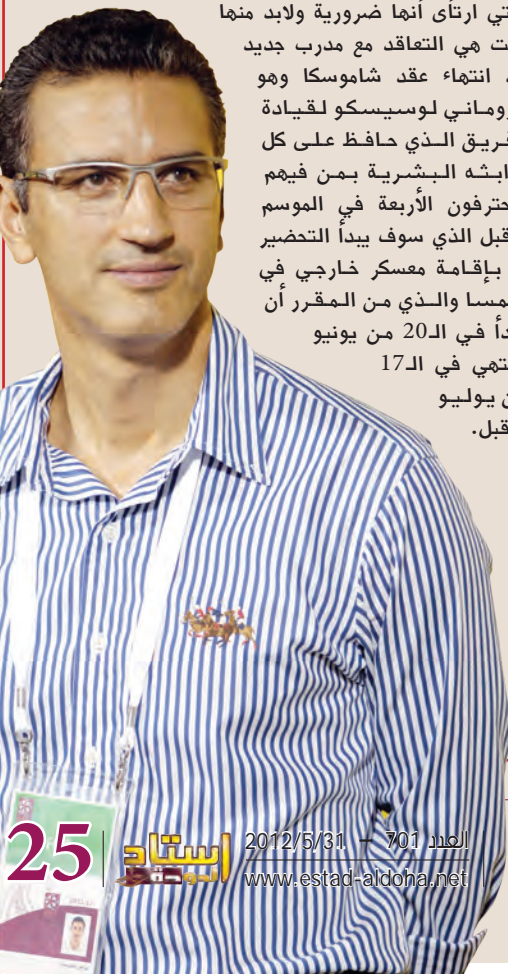 تي ارتأى أنها ضرورية ولابد منها
ت هي التعاقد مع مدرب جديد
، انتهاء عقد شاموسكا وهو
روماني لوسيسكو لقيادة
فريق الذي حافظ على كل
ابثه البشرية بمن فيهم
حترفون الأربعة في الموسم
قبل الذي سوف يبدأ التحضير
بإقامة معسكر خارجي في
مسا والذي من المقرر أن
دأ في الـ20 من يونيو
تهي في الـ17
ن يوليو
قبل.
25
استاد الدوحة
العدد 701 – 2012/5/31
www.estad-aldoha.net